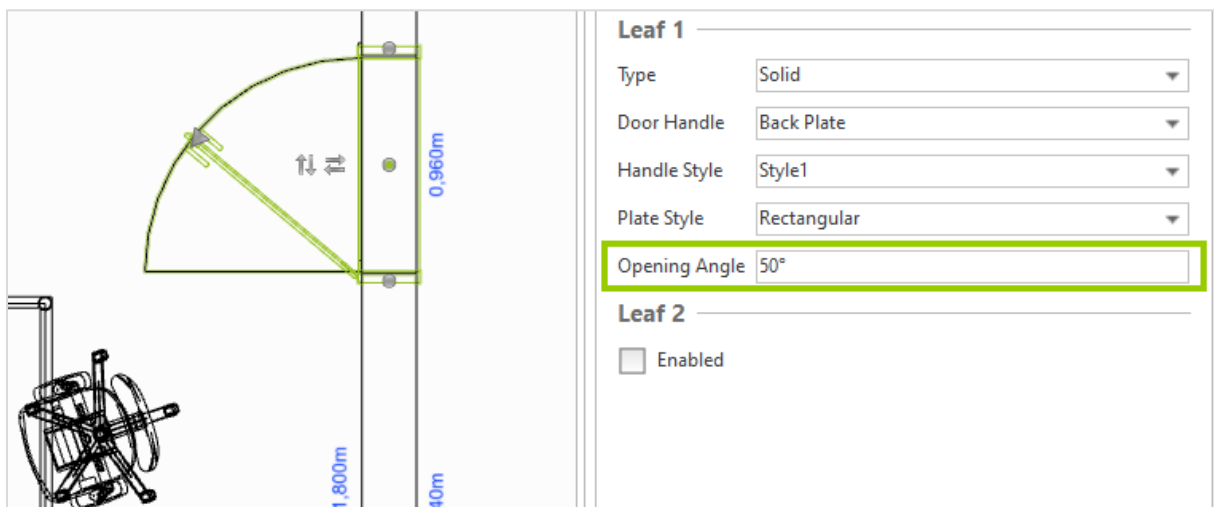 Leaf 1
Type Solid
Door Handle Back Plate
Handle Style Style1
Plate Style Rectangular
Opening Angle 50°
Leaf 2
Enabled
0,960m
1,800m
40m